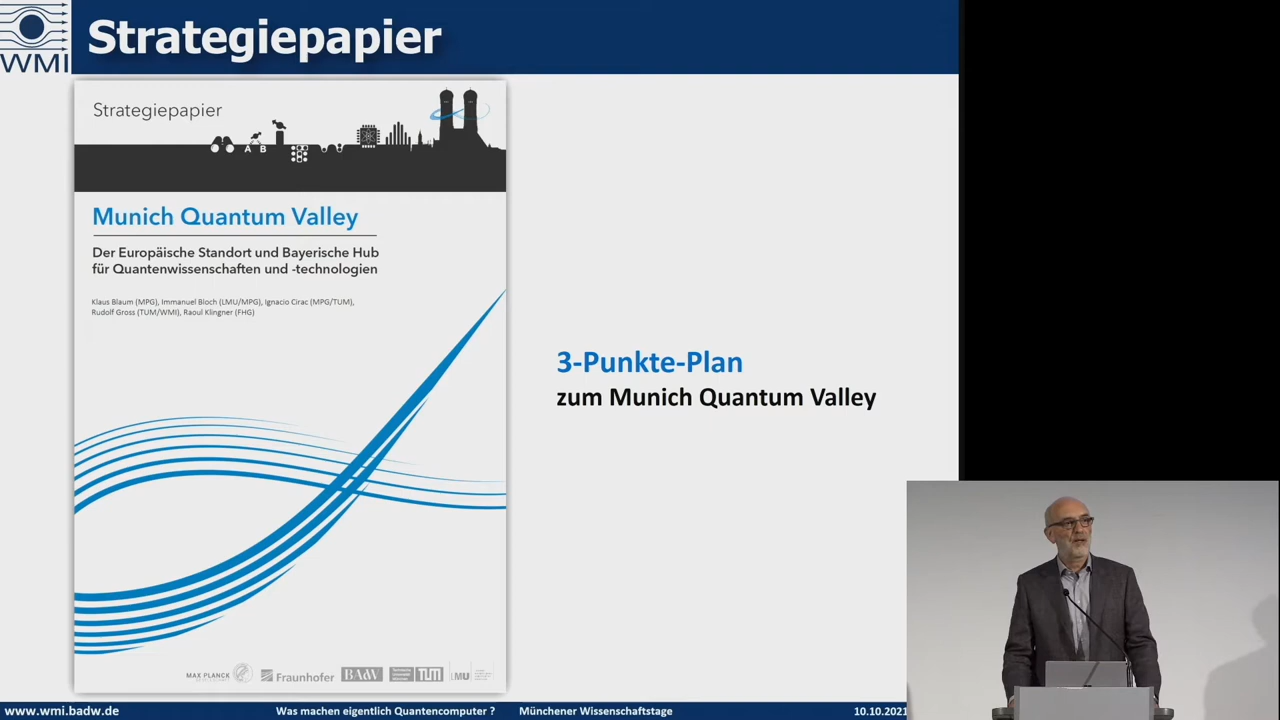 WMI
Strategiepapier
Strategiepapier
A B
Munich Quantum Valley
Der Europäische Standort und Bayerische Hub
für Quantenwissenschaften und -technologien
Klaus Blaum (MPG), Immanuel Bloch (LMU/MPG), Ignacio Cirac (MPG/TUM),
Rudolf Gross (TUM/WMI), Raoul Klingner (FHG)
3-Punkte-Plan
zum Munich Quantum Valley
MAX PLANCK Fraunhofer BAdW TUM LMU
www.wmi.badw.de Was machen eigentlich Quantencomputer ? Münchener Wissenschaftstage 10.10.2021